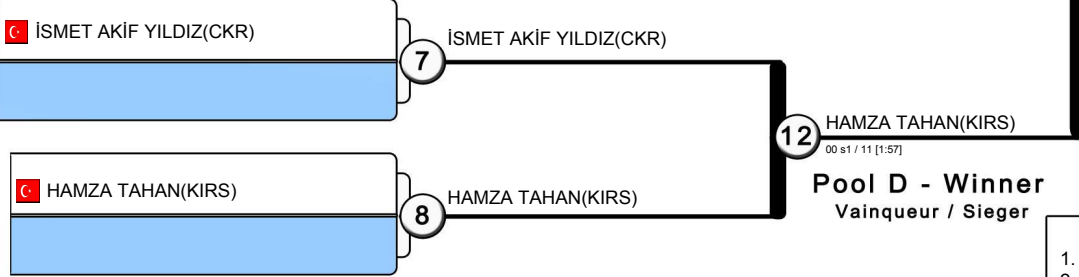 İSMET AKİF YILDIZ(CKR)
7
İSMET AKİF YILDIZ(CKR)
12
HAMZA TAHAN(KIRS)
00 s1 / 11 [1:57]
HAMZA TAHAN(KIRS)
8
HAMZA TAHAN(KIRS)
Pool D - Winner
Vainqueur / Sieger
1.